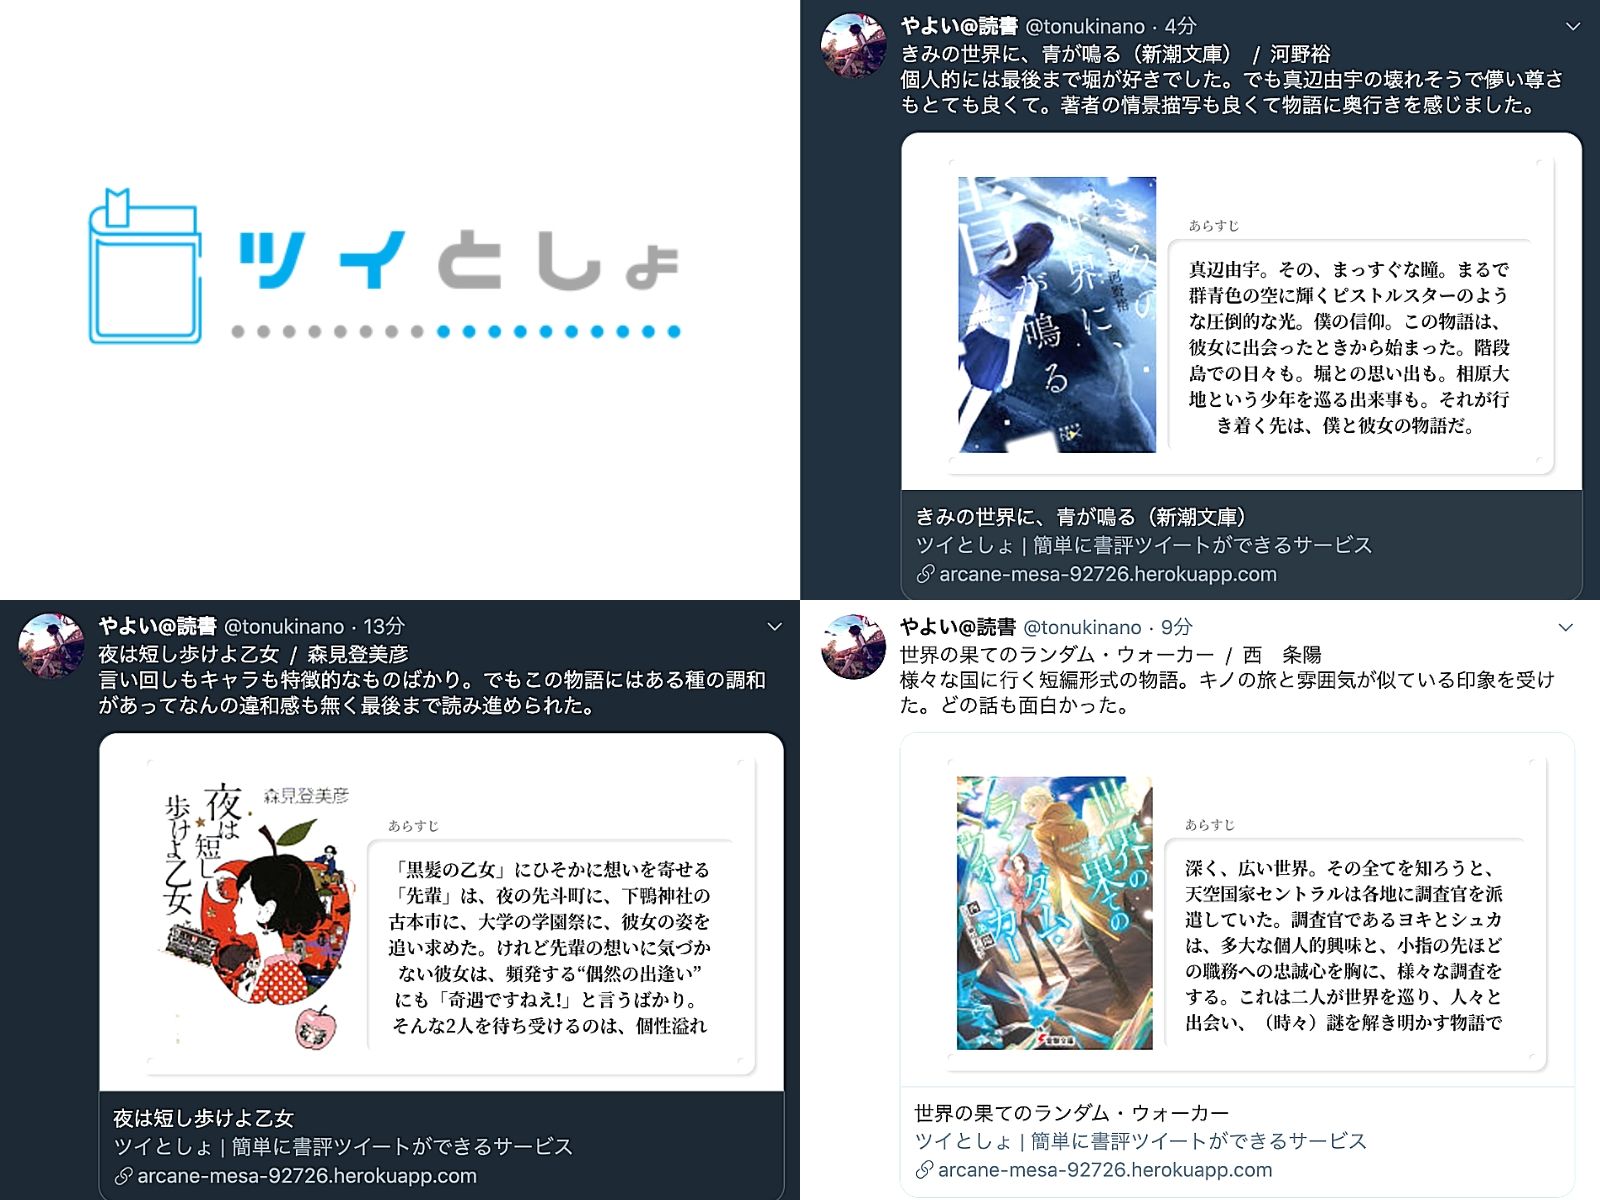 ツイとしょ
やよい@読書 @tonukinano · 4分
きみの世界に、青が鳴る（新潮文庫） / 河野裕
個人的には最後まで堀が好きでした。でも真辺由宇の壊れそうで儚い尊さ
もとても良くて。著者の情景描写も良くて物語に奥行きを感じました。
きみの
世界に、
青が鳴る
河野裕
あらすじ
真辺由宇。その、まっすぐな瞳。まるで
群青色の空に輝くピストルスターのよう
な圧倒的な光。僕の信仰。この物語は、
彼女に出会ったときから始まった。階段
島での日々も。堀との思い出も。相原大
地という少年を巡る出来事も。それが行
き着く先は、僕と彼女の物語だ。
きみの世界に、青が鳴る（新潮文庫）
ツイとしょ | 簡単に書評ツイートができるサービス
arcane-mesa-92726.herokuapp.com
やよい@読書 @tonukinano · 13分
夜は短し歩けよ乙女 / 森見登美彦
言い回しもキャラも特徴的なものばかり。でもこの物語にはある種の調和
があってなんの違和感も無く最後まで読み進められた。
夜は短し
歩けよ乙女
森見登美彦
あらすじ
「黒髪の乙女」にひそかに想いを寄せる
「先輩」は、夜の先斗町に、下鴨神社の
古本市に、大学の学園祭に、彼女の姿を
追い求めた。けれど先輩の想いに気づか
ない彼女は、頻発する“偶然の出逢い”
にも「奇遇ですねえ!」と言うばかり。
そんな2人を待ち受けるのは、個性溢れ
夜は短し歩けよ乙女
ツイとしょ | 簡単に書評ツイートができるサービス
arcane-mesa-92726.herokuapp.com
やよい@読書 @tonukinano · 9分
世界の果てのランダム・ウォーカー / 西　条陽
様々な国に行く短編形式の物語。キノの旅と雰囲気が似ている印象を受け
た。どの話も面白かった。
世界の
果ての
ランダム・
ウォーカー
電撃文庫
あらすじ
深く、広い世界。その全てを知ろうと、
天空国家セントラルは各地に調査官を派
遣していた。調査官であるヨキとシュカ
は、多大な個人的興味と、小指の先ほど
の職務への忠誠心を胸に、様々な調査を
する。これは二人が世界を巡り、人々と
出会い、（時々）謎を解き明かす物語で
世界の果てのランダム・ウォーカー
ツイとしょ | 簡単に書評ツイートができるサービス
arcane-mesa-92726.herokuapp.com